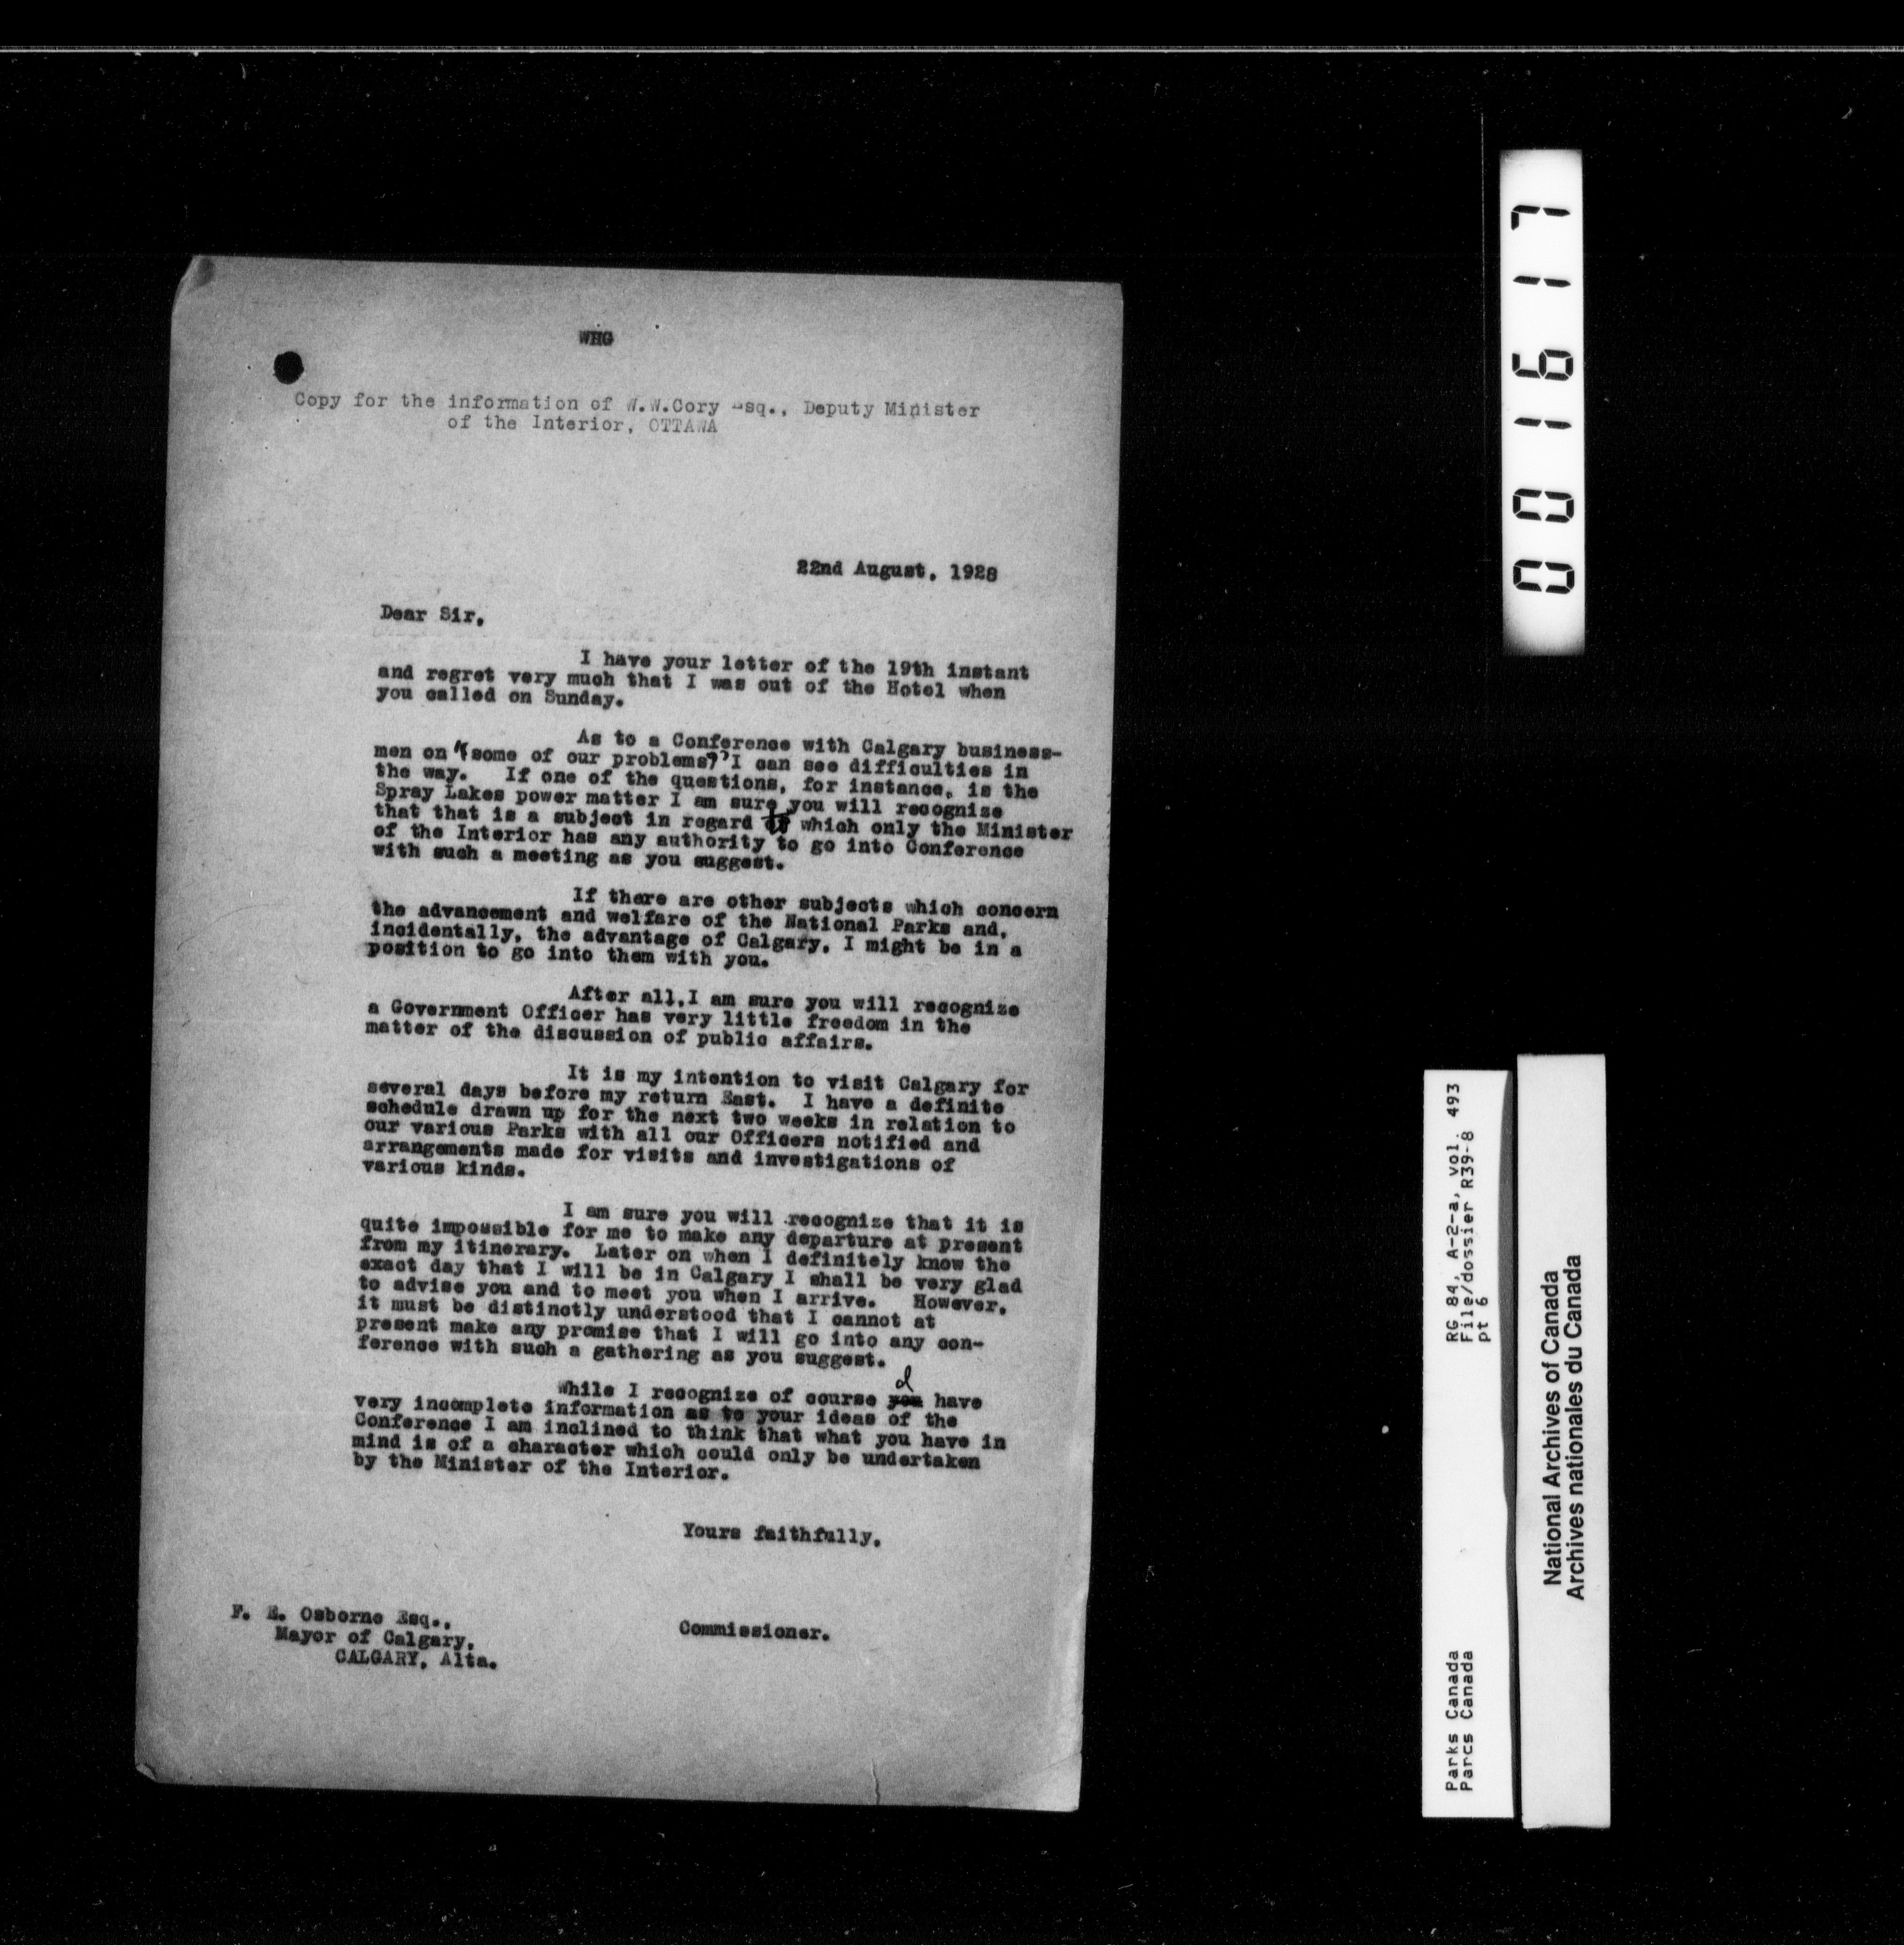 WHG
Copy for the information of W.W.Cory Esq., Deputy Minister
of the Interior, OTTAWA
22nd August, 1928
Dear Sir,
I have your letter of the 19th instant
and regret very much that I was out of the Hotel when
you called on Sunday.
As to a Conference with Calgary business-
men on "some of our problems" I can see difficulties in
the way. If one of the questions, for instance, is the
Spray Lakes power matter I am sure you will recognize
that that is a subject in regard to which only the Minister
of the Interior has any authority to go into Conference
with such a meeting as you suggest.
If there are other subjects which concern
the advancement and welfare of the National Parks and,
incidentally, the advantage of Calgary, I might be in a
position to go into them with you.
After all, I am sure you will recognize
a Government Officer has very little freedom in the
matter of the discussion of public affairs.
It is my intention to visit Calgary for
several days before my return East. I have a definite
schedule drawn up for the next two weeks in relation to
our various Parks with all our Officers notified and
arrangements made for visits and investigations of
various kinds.
I am sure you will recognize that it is
quite impossible for me to make any departure at present
from my itinerary. Later on when I definitely know the
exact day that I will be in Calgary I shall be very glad
to advise you and to meet you when I arrive. However,
it must be distinctly understood that I cannot at
present make any promise that I will go into any con-
ference with such a gathering as you suggest.
While I recognize of course I have
very incomplete information as to your ideas of the
Conference I am inclined to think that what you have in
mind is of a character which could only be undertaken
by the Minister of the Interior.
Yours faithfully,
Commissioner.
F. E. Osborne Esq.,
Mayor of Calgary,
CALGARY, Alta.
001617
Parks Canada
Parcs Canada
RG 84, A-2-a, vol. 493
File/dossier R39-8
pt 6
National Archives of Canada
Archives nationales du Canada